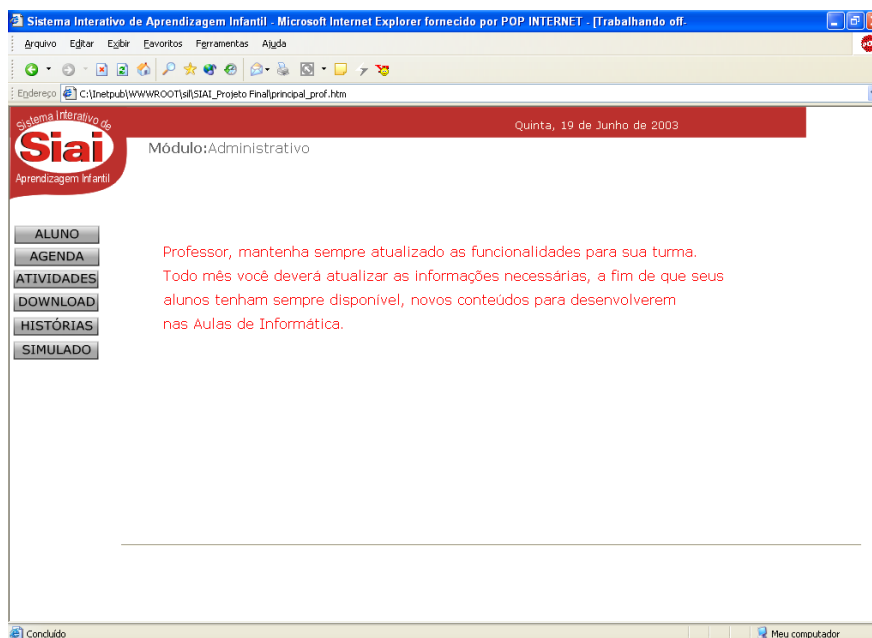 Sistema Interativo de Aprendizagem Infantil - Microsoft Internet Explorer fornecido por POP INTERNET - [Trabalhando off-
Arquivo Editar Exibir Favoritos Ferramentas Ajuda
Endereço C:\Inetpub\WWWROOT\sil\SIAI_Projeto Final\principal_prof.htm
Sistema Interativo de
Siai
Aprendizagem Infantil
Quinta, 19 de Junho de 2003
Módulo:Administrativo
ALUNO
AGENDA
ATIVIDADES
DOWNLOAD
HISTÓRIAS
SIMULADO
Professor, mantenha sempre atualizado as funcionalidades para sua turma.
Todo mês você deverá atualizar as informações necessárias, a fim de que seus
alunos tenham sempre disponível, novos conteúdos para desenvolverem
nas Aulas de Informática.
Concluído
Meu computador